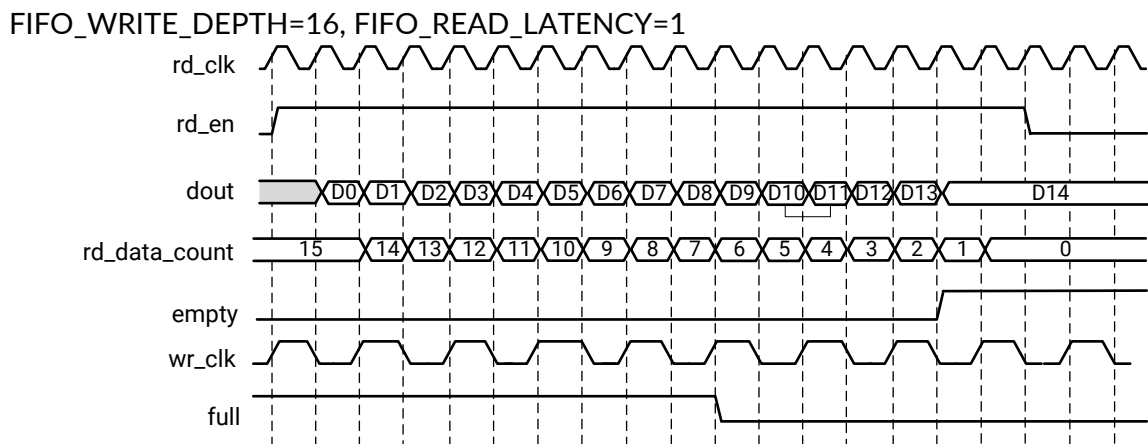 FIFO_WRITE_DEPTH=16, FIFO_READ_LATENCY=1
rd_clk
rd_en
dout D0 D1 D2 D3 D4 D5 D6 D7 D8 D9 D10 D11 D12 D13 D14
rd_data_count 15 14 13 12 11 10 9 8 7 6 5 4 3 2 1 0
empty
wr_clk
full